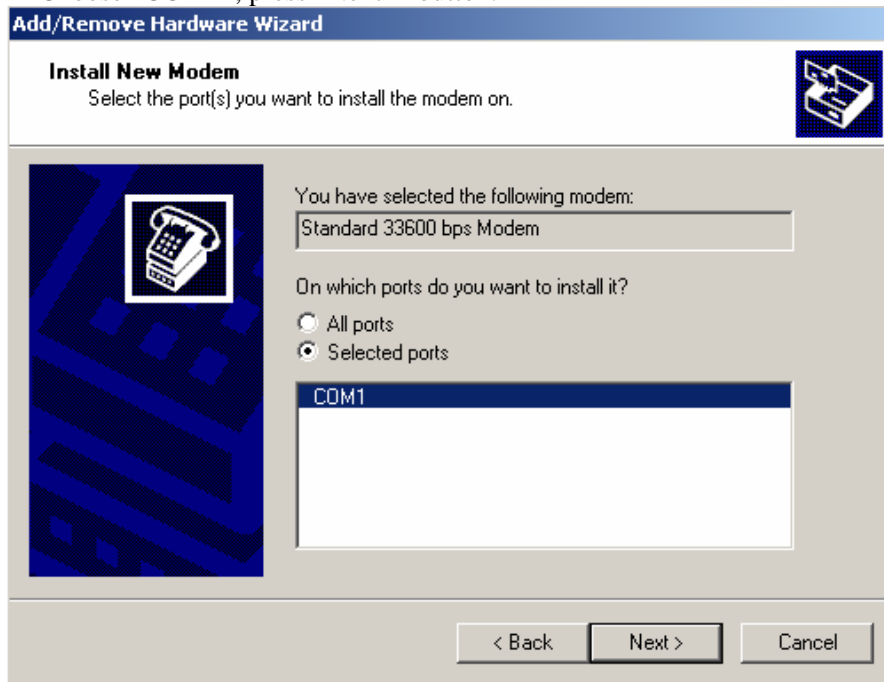 Add/Remove Hardware Wizard
Install New Modem
Select the port(s) you want to install the modem on.
You have selected the following modem:
Standard 33600 bps Modem
On which ports do you want to install it?
All ports
Selected ports
COM1
< Back Next > Cancel